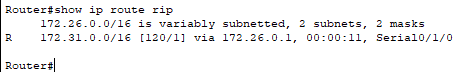 Router#show ip route rip
     172.26.0.0/16 is variably subnetted, 2 subnets, 2 masks
R    172.31.0.0/16 [120/1] via 172.26.0.1, 00:00:11, Serial0/1/0
Router#